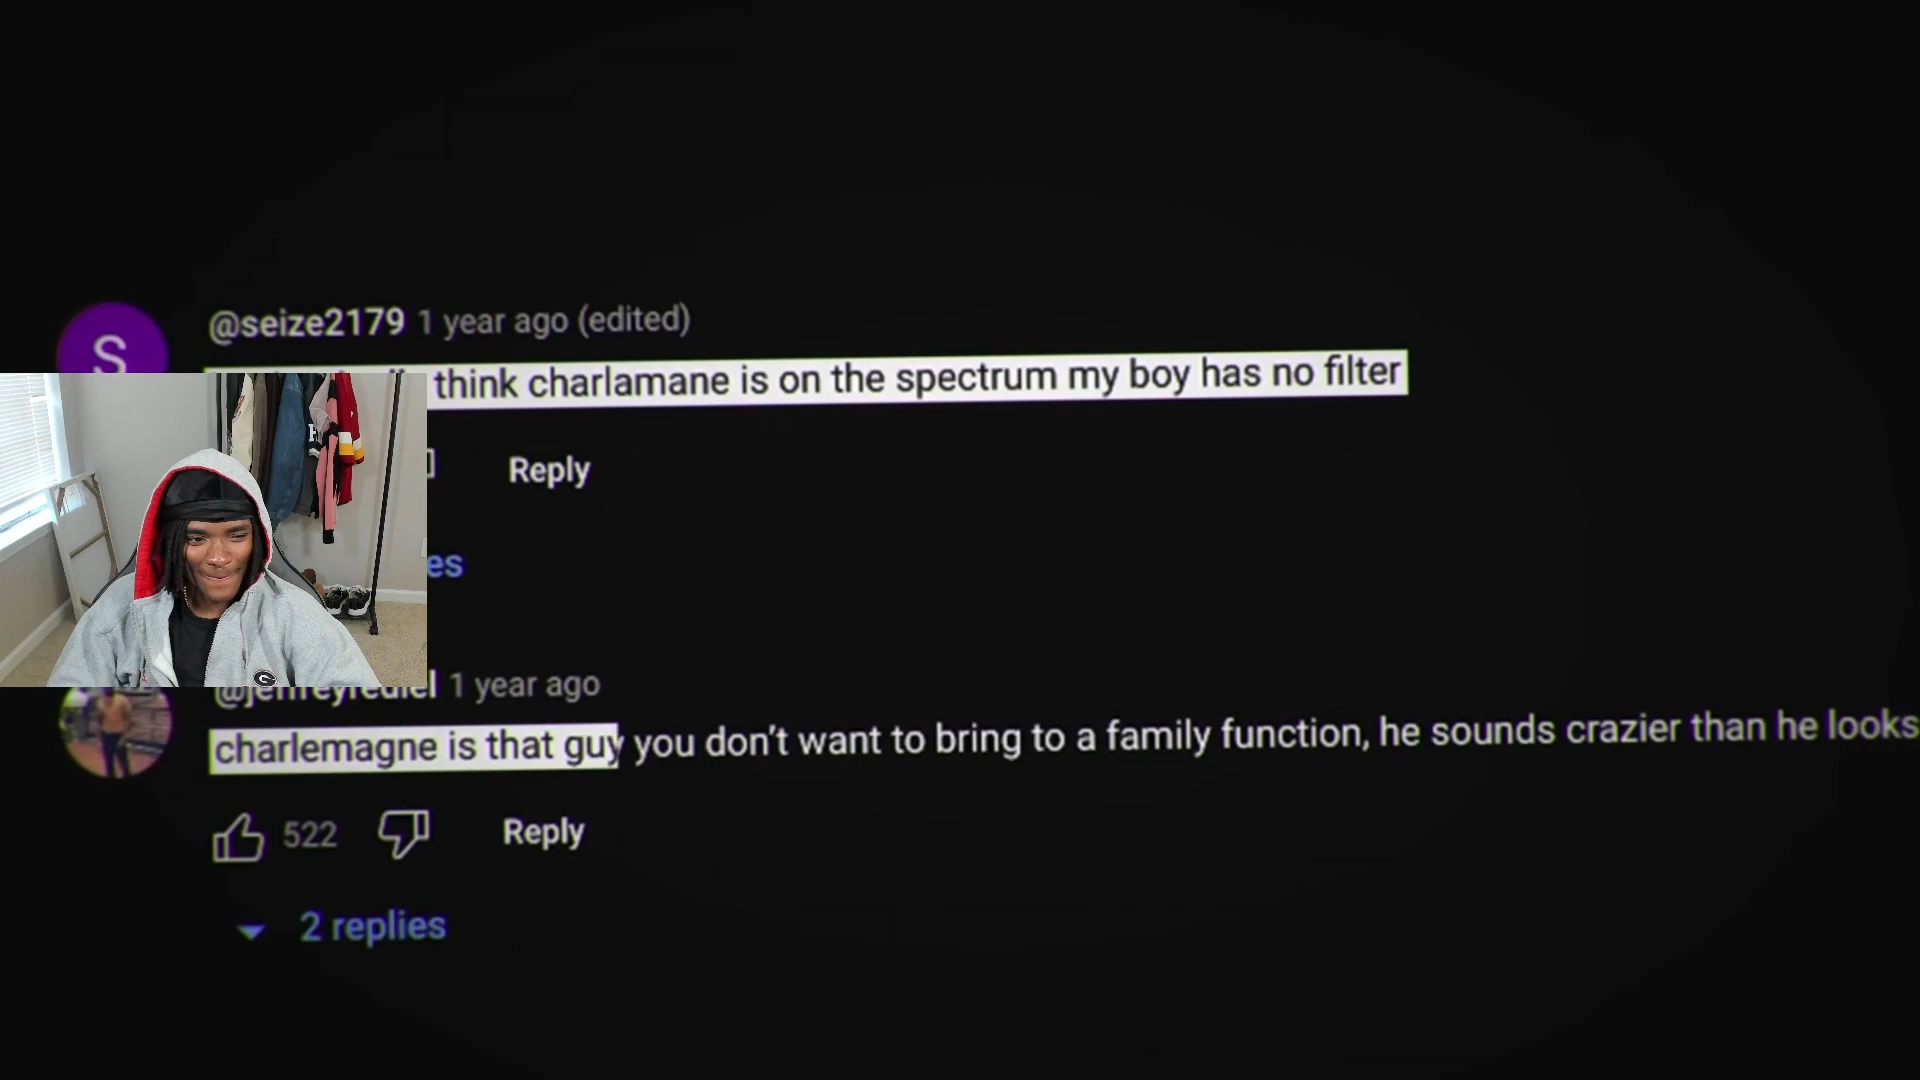 S
@seize2179 1 year ago (edited)
think charlamane is on the spectrum my boy has no filter
Reply
es
1 year ago
charlemagne is that guy you don't want to bring to a family function, he sounds crazier than he looks
522 Reply
2 replies
G